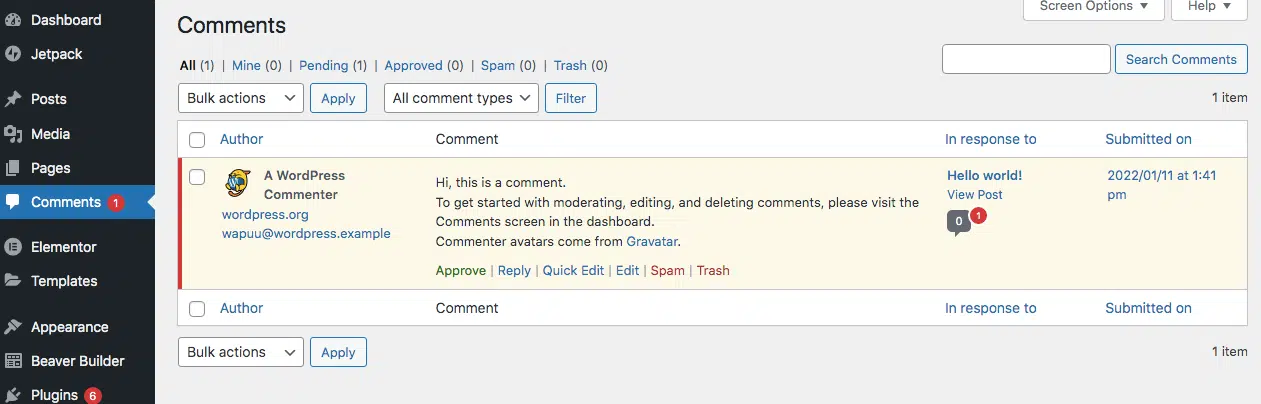 Dashboard
Jetpack
Posts
Media
Pages
Comments 1
Elementor
Templates
Appearance
Beaver Builder
Plugins 6
Screen Options ▼ Help ▼
Comments
All (1) | Mine (0) | Pending (1) | Approved (0) | Spam (0) | Trash (0)
Search Comments
Bulk actions Apply All comment types Filter
1 item
Author Comment In response to Submitted on
A WordPress
Commenter
wordpress.org
wapuu@wordpress.example
Hi, this is a comment.
To get started with moderating, editing, and deleting comments, please visit the
Comments screen in the dashboard.
Commenter avatars come from Gravatar.
Approve | Reply | Quick Edit | Edit | Spam | Trash
Hello world!
View Post
0 1
2022/01/11 at 1:41
pm
Author Comment In response to Submitted on
Bulk actions Apply
1 item